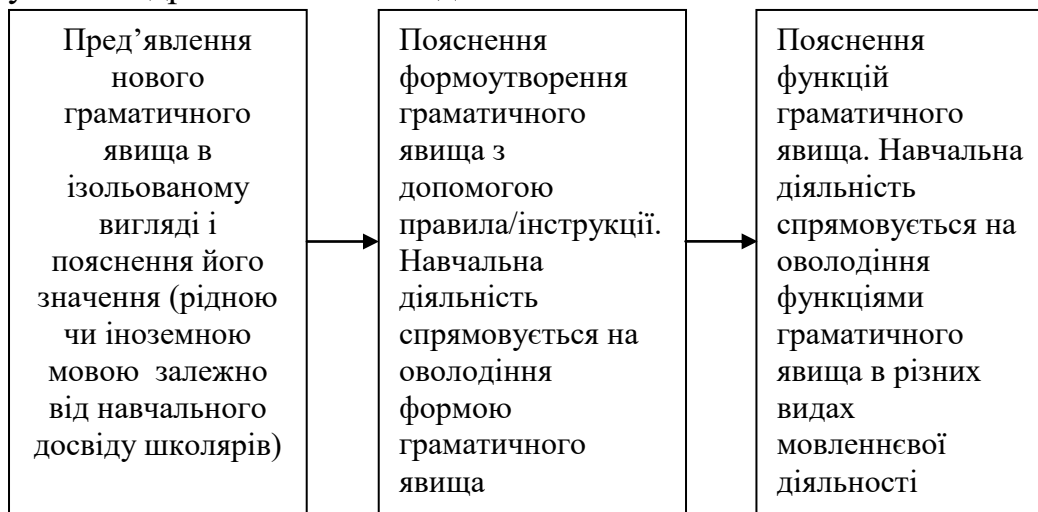 Пред’явлення
нового
граматичного
явища в
ізольованому
вигляді і
пояснення його
значення (рідною
чи іноземною
мовою залежно
від навчального
досвіду школярів)
Пояснення
формоутворення
граматичного
явища з
допомогою
правила/інструкції.
Навчальна
діяльність
спрямовується на
оволодіння
формою
граматичного
явища
Пояснення
функцій
граматичного
явища. Навчальна
діяльність
спрямовується на
оволодіння
функціями
граматичного
явища в різних
видах
мовленнєвої
діяльності